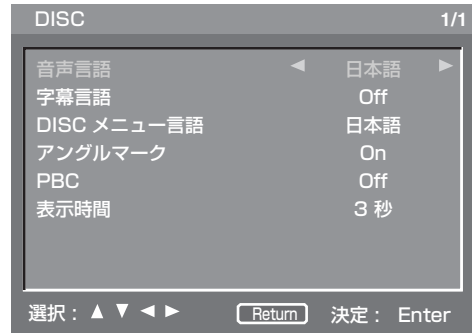 DISC 1/1
音声言語 ◀ 日本語 ▶
字幕言語 Off
DISC メニュー言語 日本語
アングルマーク On
PBC Off
表示時間 3 秒
選択 : ▲ ▼ ◀ ▶ Return 決定 : Enter